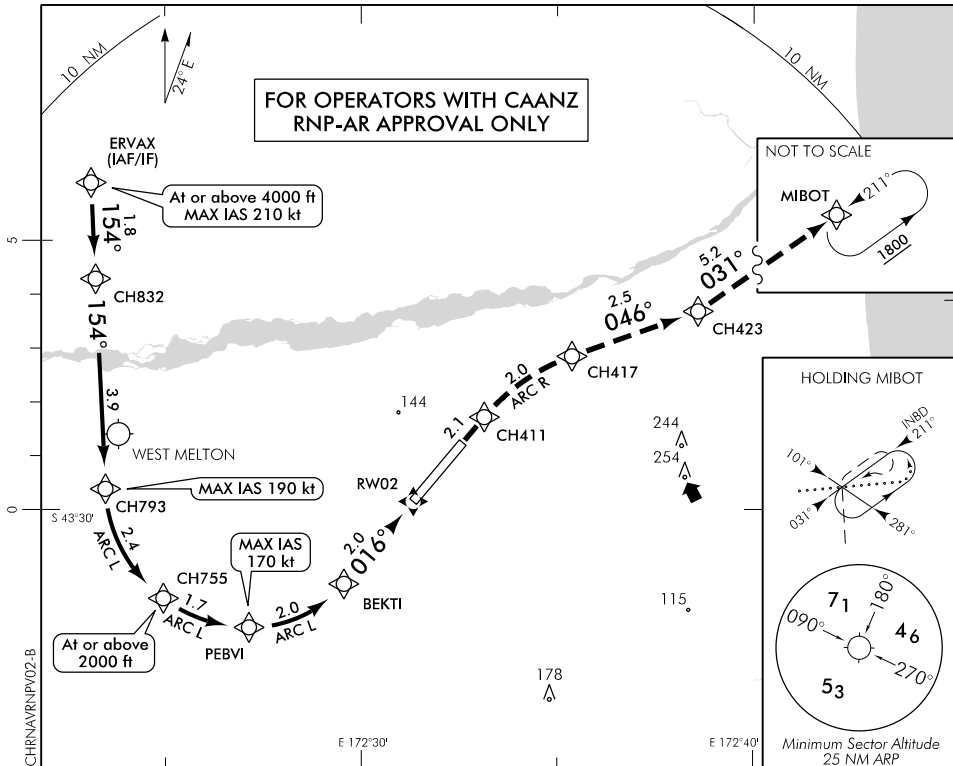 10 NM
10 NM
24° E
FOR OPERATORS WITH CAANZ
RNP-AR APPROVAL ONLY
ERVAX
(IAF/IF)
At or above 4000 ft
MAX IAS 210 kt
1.8
154°
CH832
154°
3.9
WEST MELTON
CH793
MAX IAS 190 kt
2.4
ARC L
CH755
At or above
2000 ft
1.7
ARC L
PEBVI
MAX IAS
170 kt
2.0
ARC L
BEKTI
2.0
016°
RW02
2.1
CH411
2.0
ARC R
CH417
2.5
046°
CH423
5.2
031°
NOT TO SCALE
MIBOT
211°
1800
144
244
254
115
178
5
0
S 43°30'
E 172°30'
E 172°40'
HOLDING MIBOT
INBD
211°
101°
031°
281°
71
180°
090°
46
270°
53
Minimum Sector Altitude
25 NM ARP
CHRNAVRNPV02-B